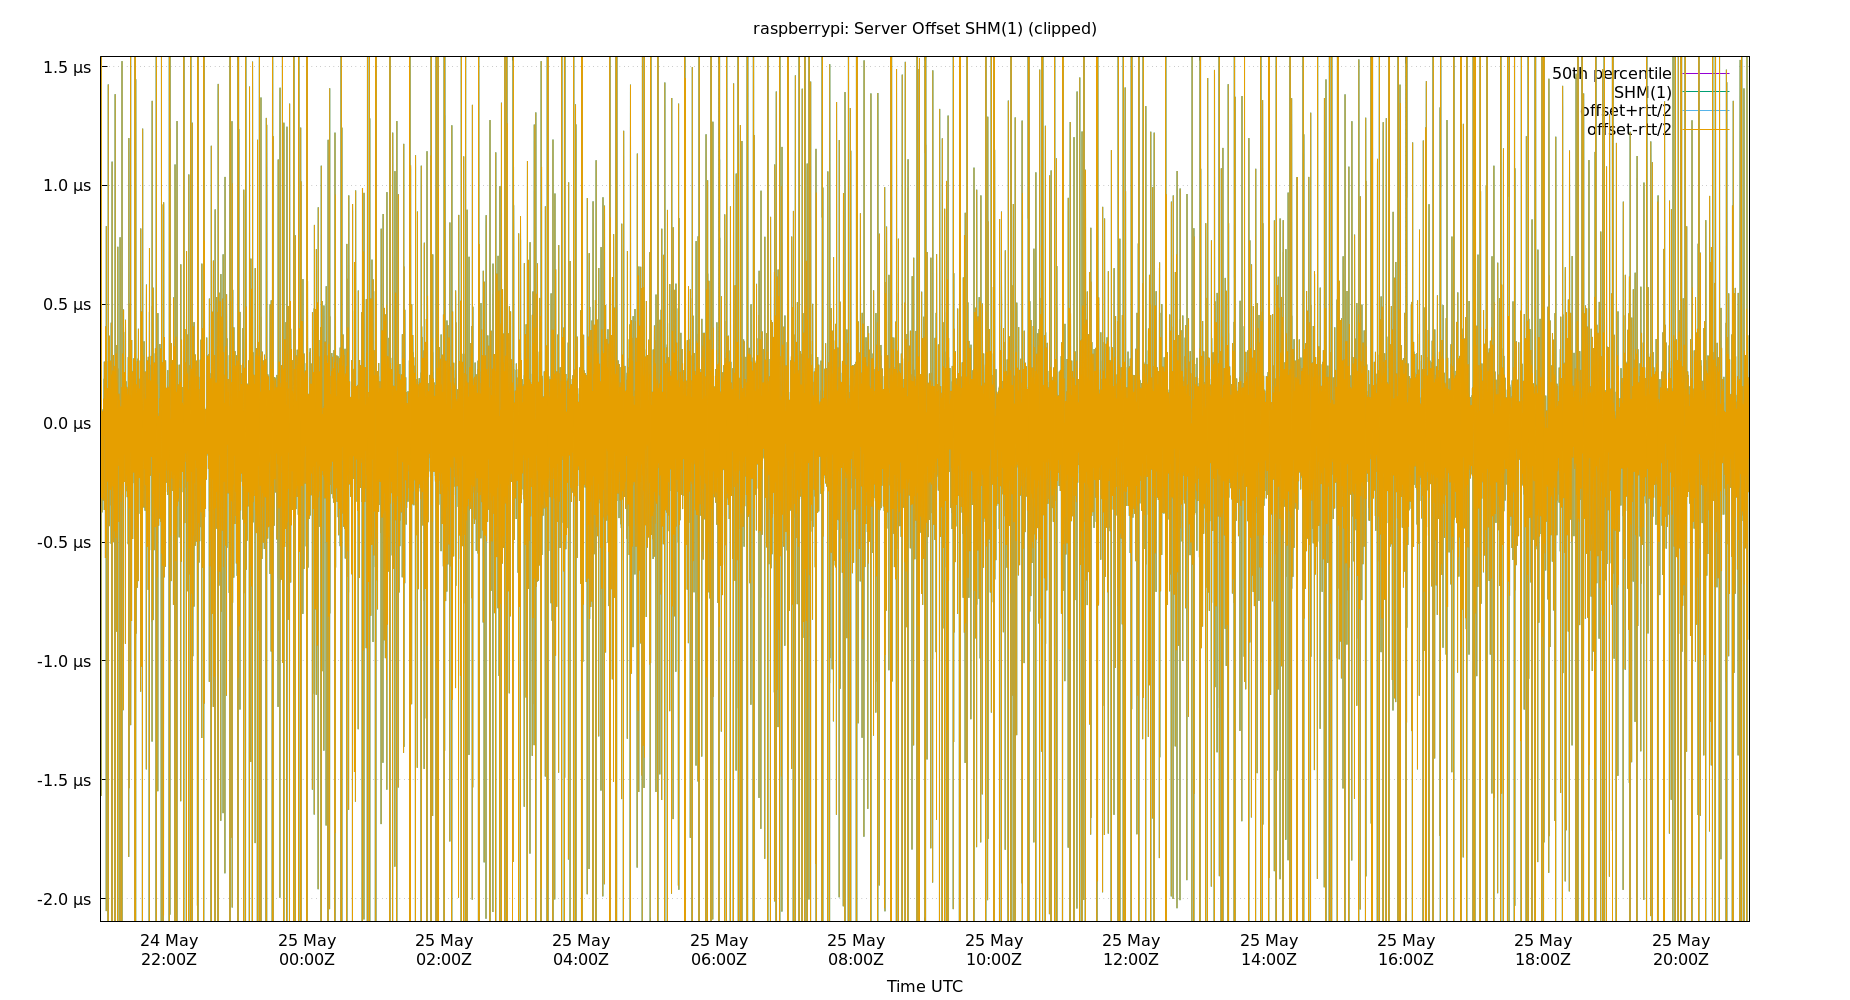 raspberrypi: Server Offset SHM(1) (clipped)
1.5 µs
1.0 µs
0.5 µs
0.0 µs
-0.5 µs
-1.0 µs
-1.5 µs
-2.0 µs
50th percentile
SHM(1)
offset+rtt/2
offset-rtt/2
24 May 25 May 25 May 25 May 25 May 25 May 25 May 25 May 25 May 25 May 25 May 25 May
22:00Z 00:00Z 02:00Z 04:00Z 06:00Z 08:00Z 10:00Z 12:00Z 14:00Z 16:00Z 18:00Z 20:00Z
Time UTC